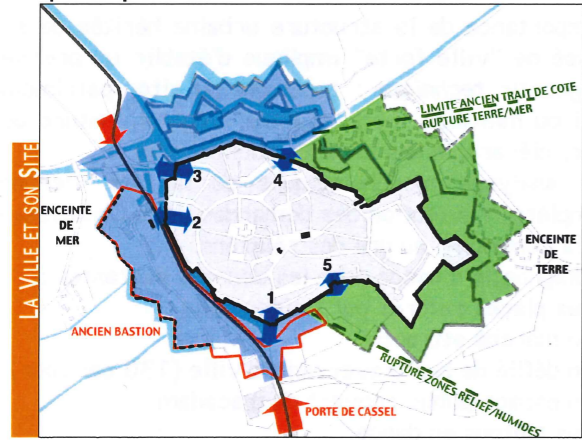 LA VILLE ET SON SITE
LIMITE ANCIEN TRAIT DE COTE
RUPTURE TERRE/MER
3
4
ENCEINTE
DE
MER
2
ENCEINTE
DE
TERRE
5
1
ANCIEN BASTION
RUPTURE ZONES RELIEF/HUMIDES
PORTE DE CASSEL